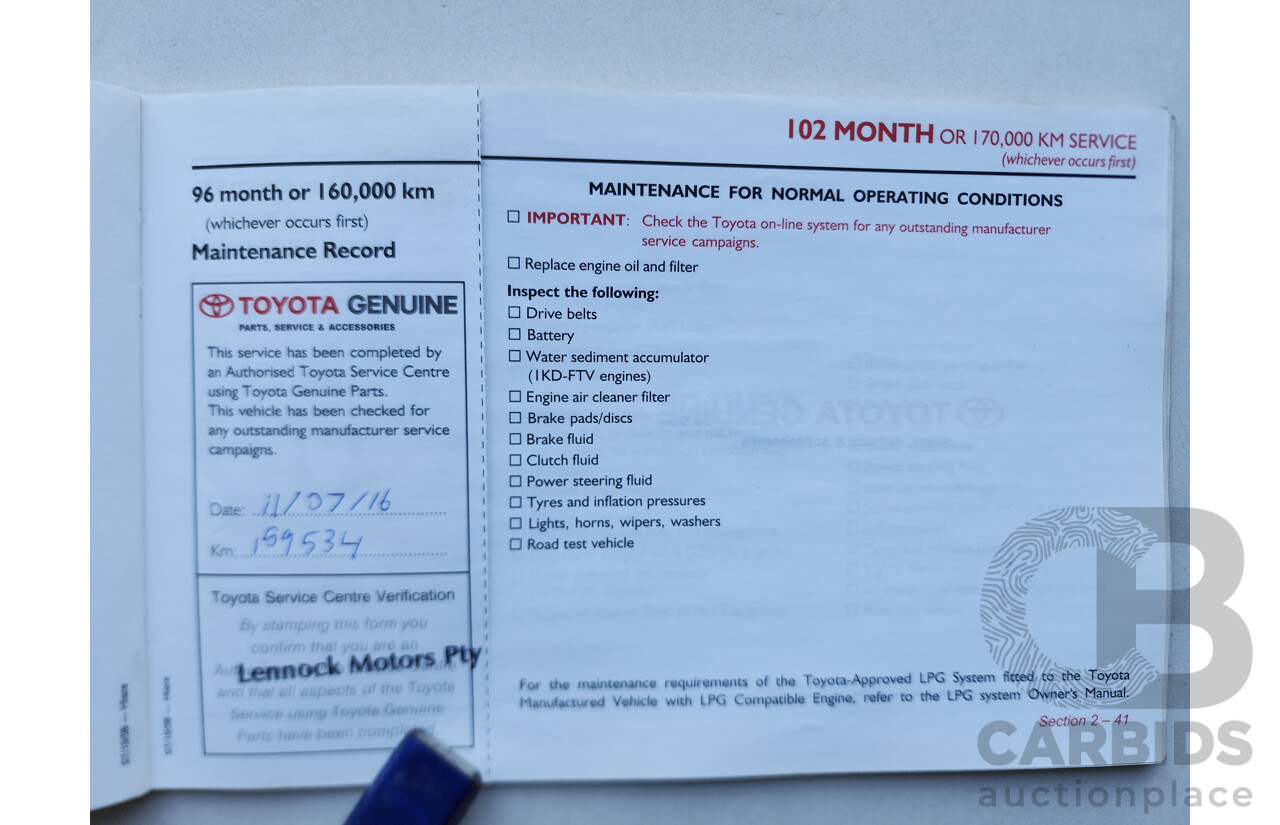 96 month or 160,000 km
(whichever occurs first)
Maintenance Record
TOYOTA GENUINE
PARTS, SERVICE & ACCESSORIES
This service has been completed by
an Authorised Toyota Service Centre
using Toyota Genuine Parts.
This vehicle has been checked for
any outstanding manufacturer service
campaigns.
Date: 11/07/16
Km: 159534
Toyota Service Centre Verification
By stamping this form you
confirm that you are an
Lennock Motors Pty
and that all aspects of the Toyota
Service using Toyota Genuine
Parts have been completed
102 MONTH OR 170,000 KM SERVICE
(whichever occurs first)
MAINTENANCE FOR NORMAL OPERATING CONDITIONS
IMPORTANT: Check the Toyota on-line system for any outstanding manufacturer
service campaigns.
Replace engine oil and filter
Inspect the following:
Drive belts
Battery
Water sediment accumulator
(1KD-FTV engines)
Engine air cleaner filter
Brake pads/discs
Brake fluid
Clutch fluid
Power steering fluid
Tyres and inflation pressures
Lights, horns, wipers, washers
Road test vehicle
For the maintenance requirements of the Toyota-Approved LPG System fitted to the Toyota
Manufactured Vehicle with LPG Compatible Engine, refer to the LPG system Owner's Manual.
Section 2 – 41
CARBIDS
auctionplace